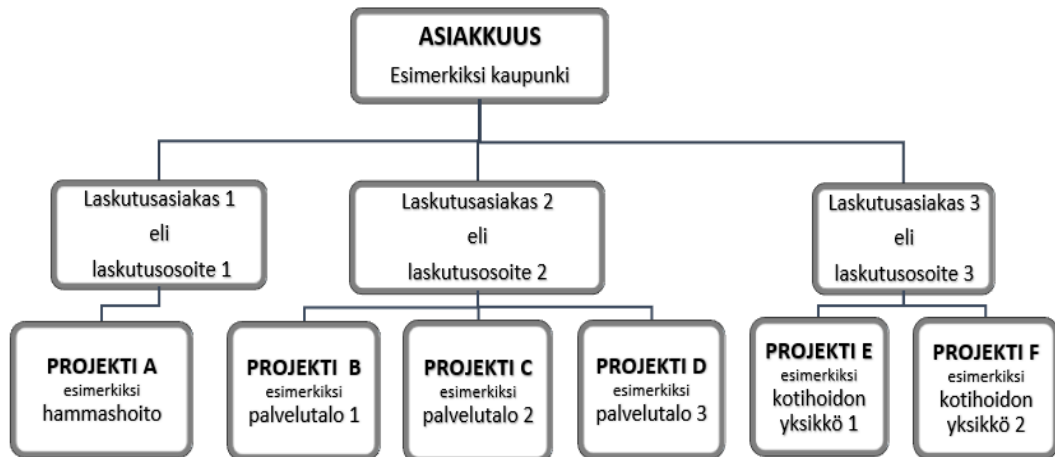 ASIAKKUUS
Esimerkiksi kaupunki
Laskutusasiakas 1
eli
laskutusosoite 1
Laskutusasiakas 2
eli
laskutusosoite 2
Laskutusasiakas 3
eli
laskutusosoite 3
PROJEKTI A
esimerkiksi
hammashoito
PROJEKTI B
esimerkiksi
palvelutalo 1
PROJEKTI C
esimerkiksi
palvelutalo 2
PROJEKTI D
esimerkiksi
palvelutalo 3
PROJEKTI E
esimerkiksi
kotihoidon
yksikkö 1
PROJEKTI F
esimerkiksi
kotihoidon
yksikkö 2